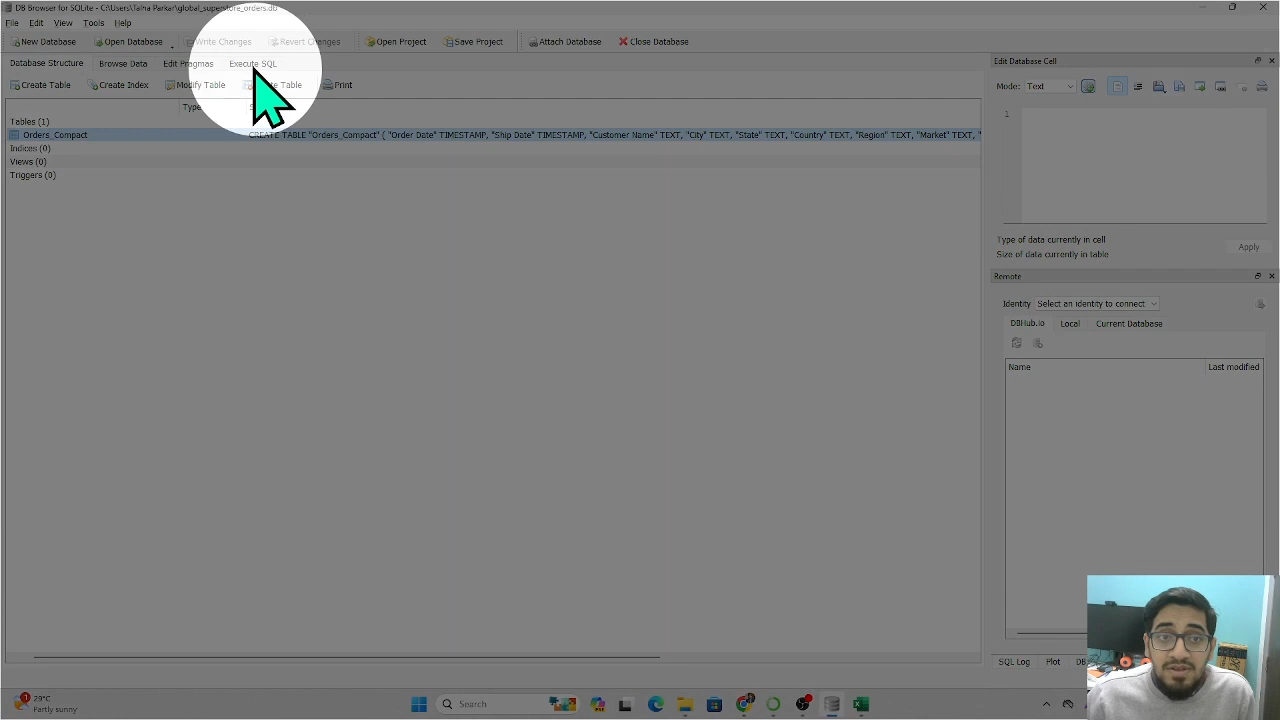 DB Browser for SQLite - C:\Users\Talha Parkar\global_superstore_orders.db
File Edit View Tools Help
New Database Open Database Write Changes Revert Changes Open Project Save Project Attach Database Close Database
Database Structure Browse Data Edit Pragmas Execute SQL
Create Table Create Index Modify Table Table Print
Type
Tables (1)
Orders_Compact CREATE TABLE "Orders_Compact" ( "Order Date" TIMESTAMP, "Ship Date" TIMESTAMP, "Customer Name" TEXT, "City" TEXT, "State" TEXT, "Country" TEXT, "Region" TEXT, "Market" TEXT, "
Indices (0)
Views (0)
Triggers (0)
Edit Database Cell
Mode: Text
1
Type of data currently in cell
Size of data currently in table
Apply
Remote
Identity Select an identity to connect
DBHub.io Local Current Database
Name Last modified
SQL Log Plot DB
1
29°C
Partly sunny
Search